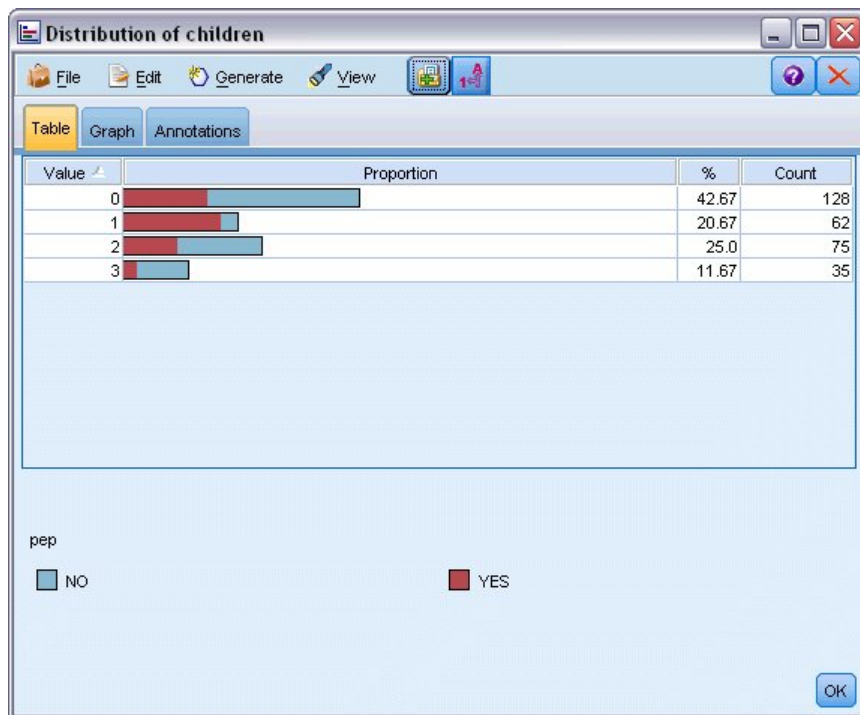 Distribution of children
File Edit Generate View
Table Graph Annotations
Value Proportion % Count
0 42.67 128
1 20.67 62
2 25.0 75
3 11.67 35
pep
NO YES
OK